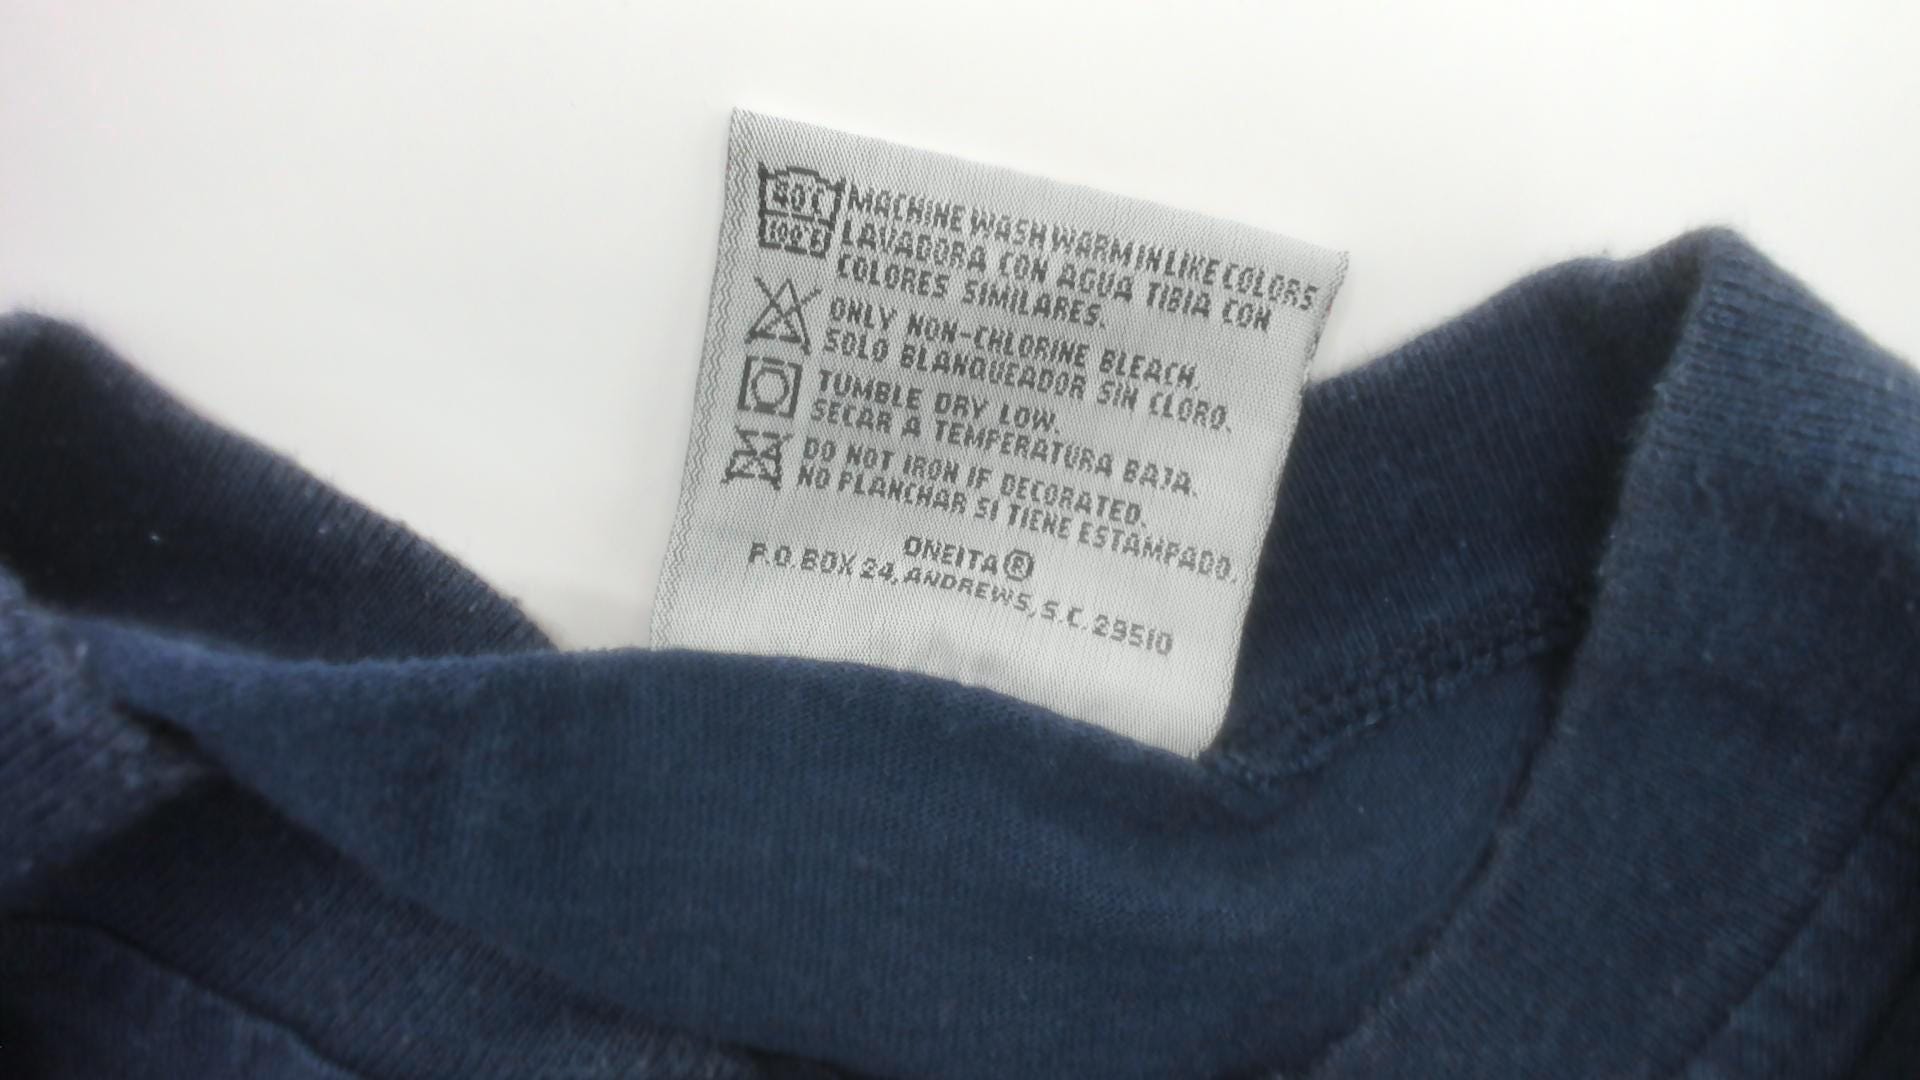 40°C MACHINE WASH WARM IN LIKE COLORS
LAVADORA CON AGUA TIBIA CON
COLORES SIMILARES.
ONLY NON-CHLORINE BLEACH.
SOLO BLANQUEADOR SIN CLORO.
TUMBLE DRY LOW.
SECAR A TEMPERATURA BAJA.
DO NOT IRON IF DECORATED.
NO PLANCHAR SI TIENE ESTAMPADO.
ONEITA®
P.O. BOX 24, ANDREWS, S.C. 29510